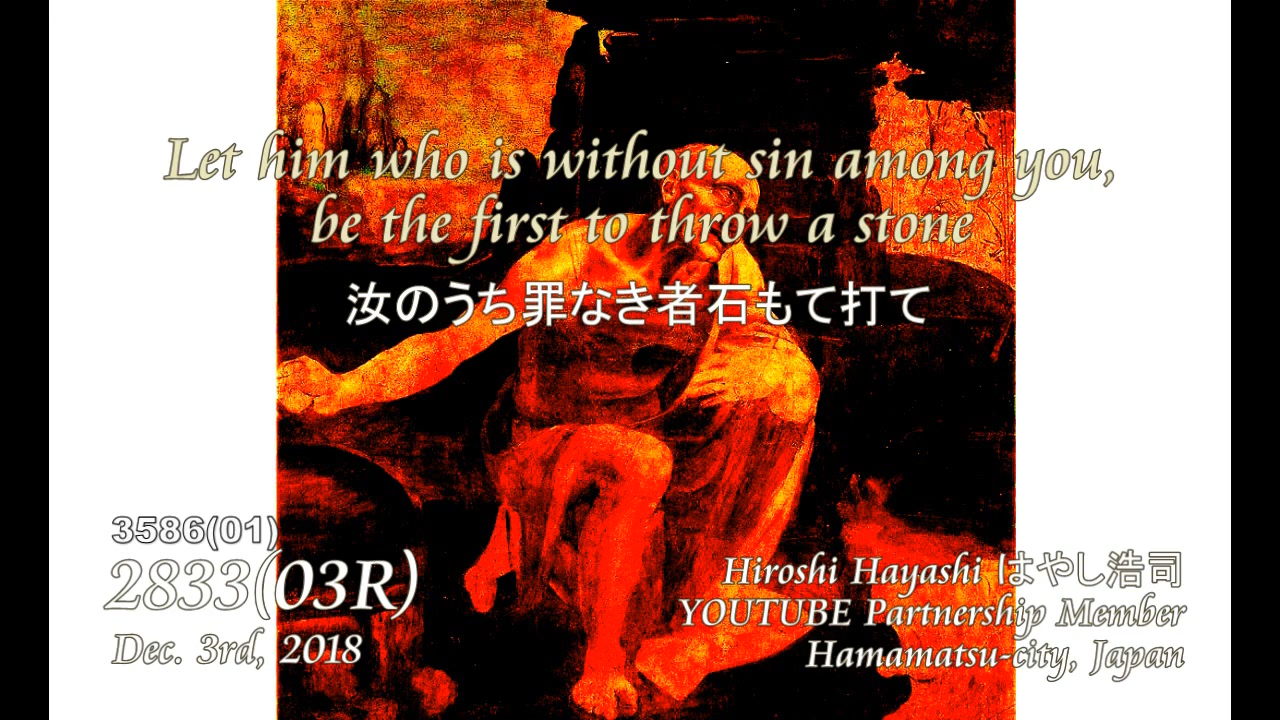 Let him who is without sin among you,
be the first to throw a stone
汝のうち罪なき者石もて打て
3586(01)
2833(03R)
Dec. 3rd, 2018
Hiroshi Hayashi はやし浩司
YOUTUBE Partnership Member
Hamamatsu-city, Japan